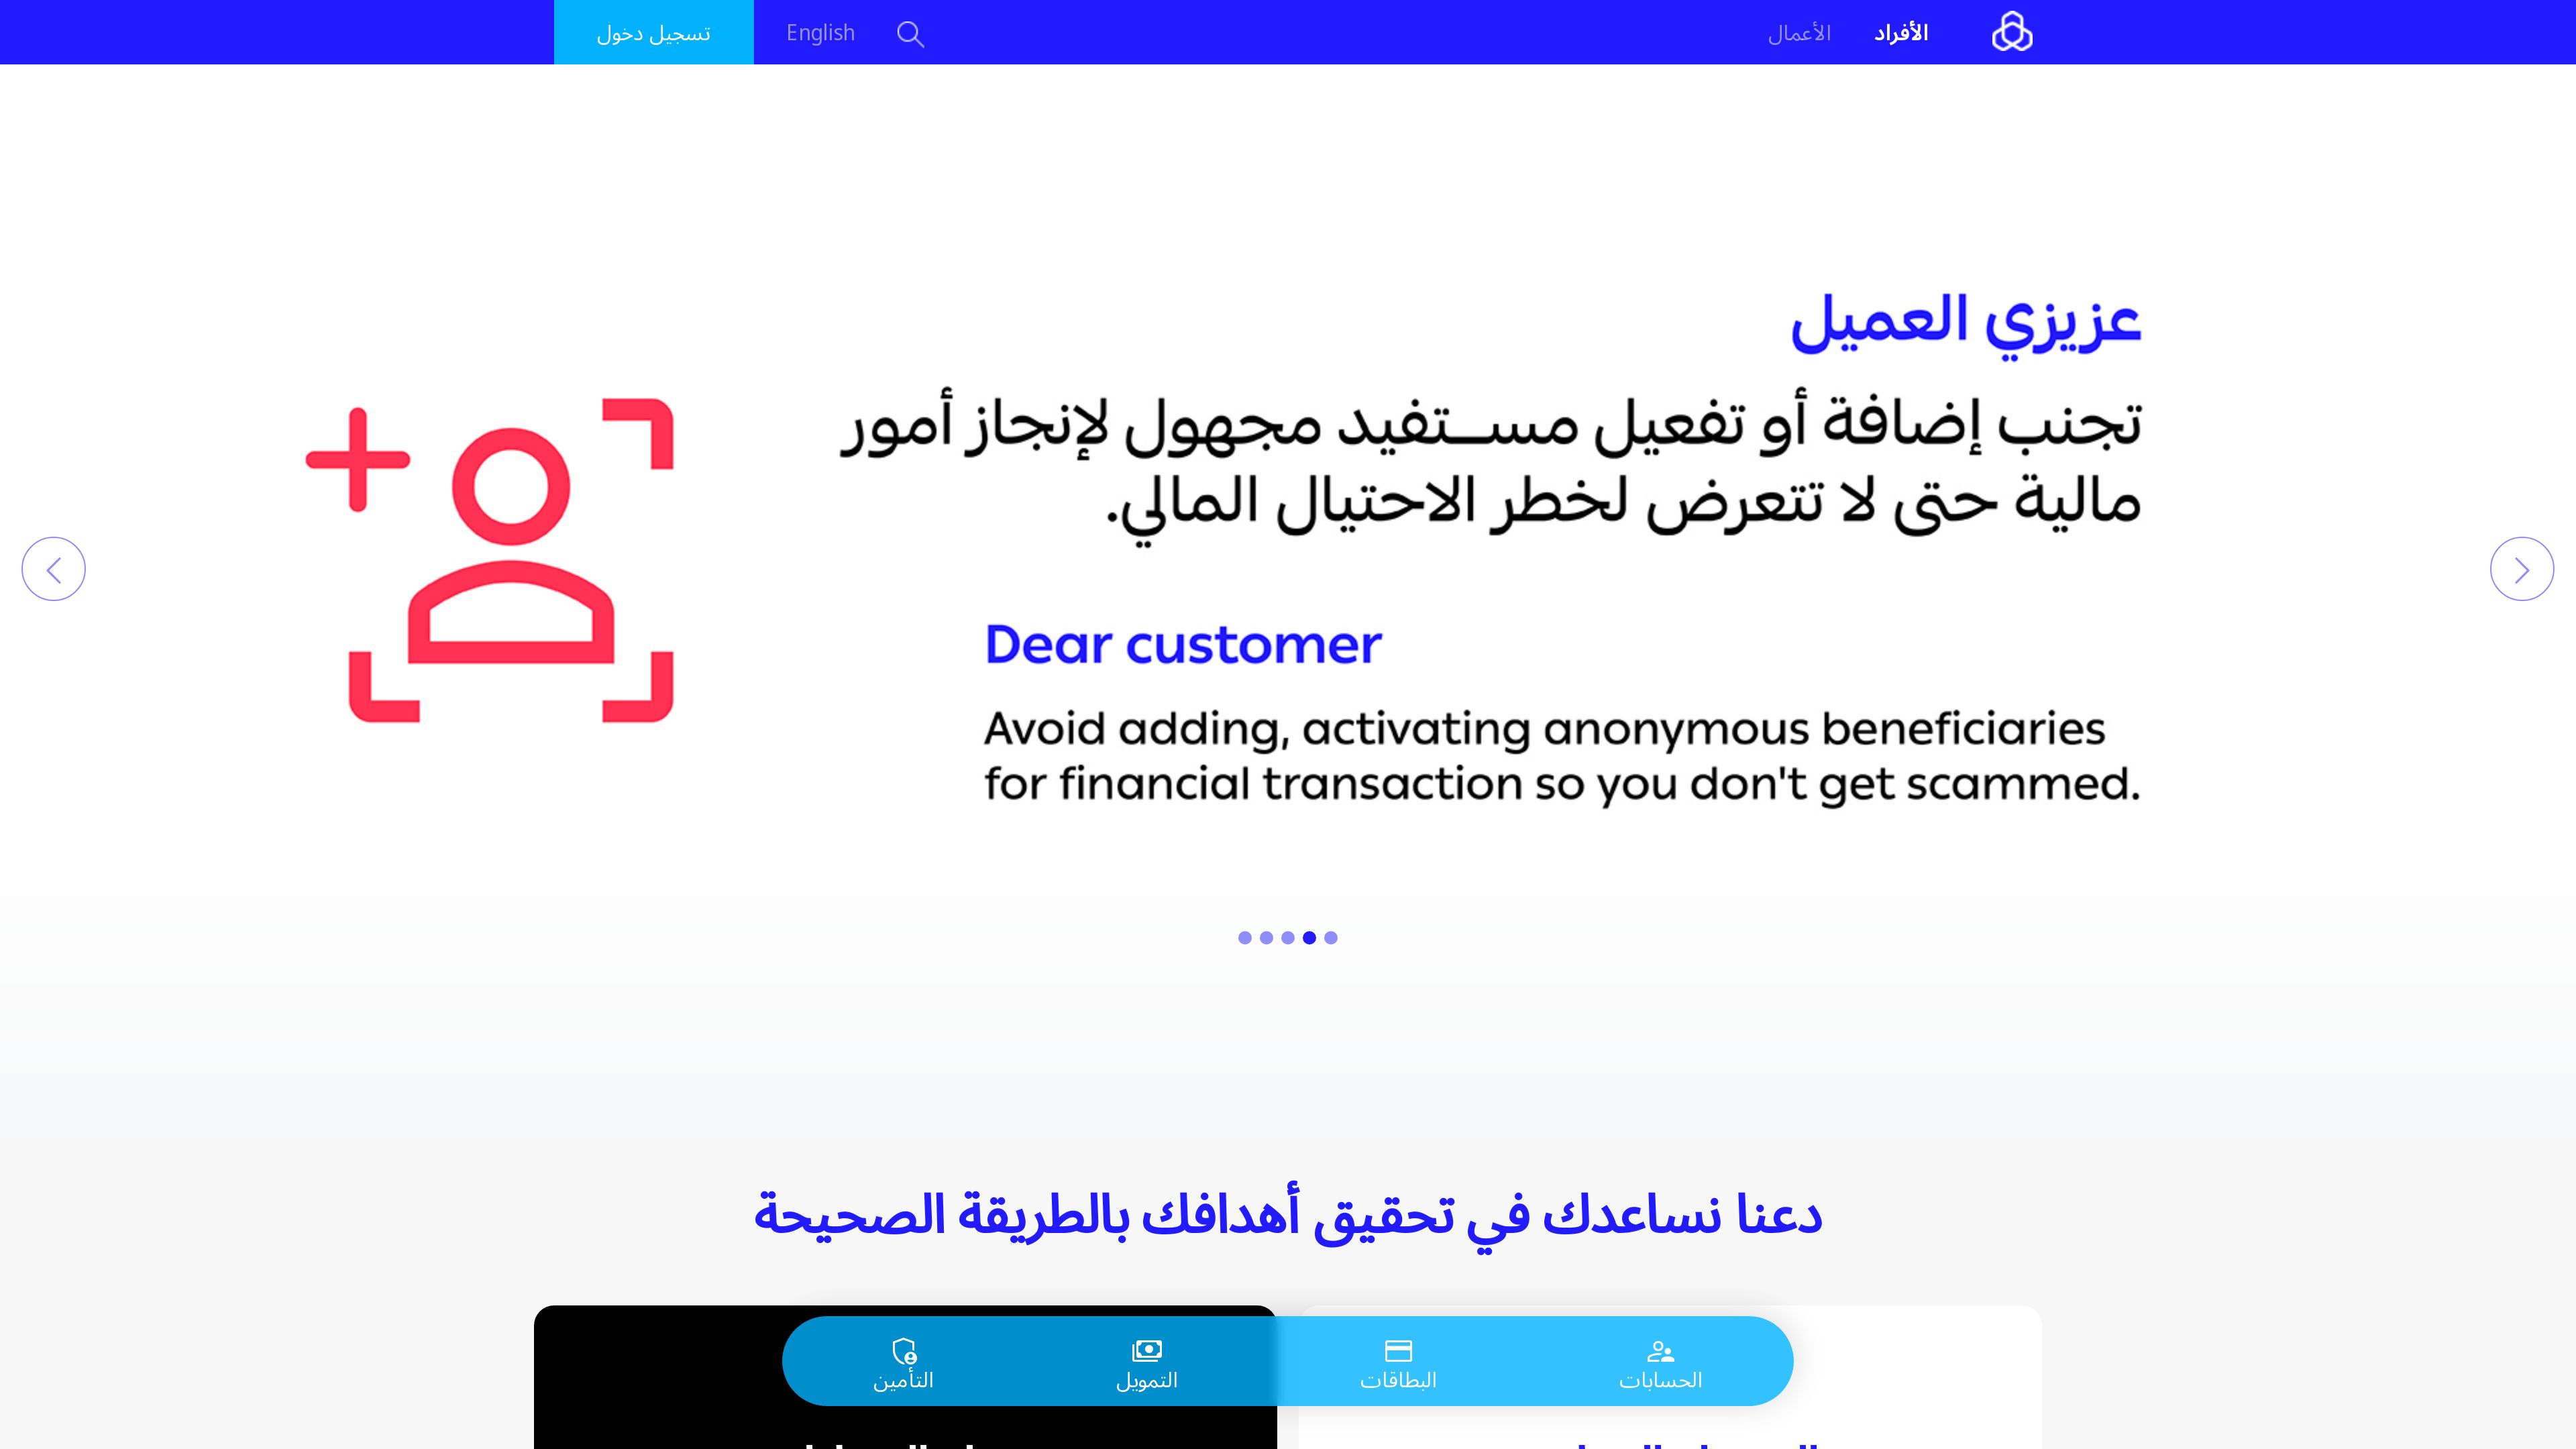 الأفراد
الأعمال
English
تسجيل دخول
عزيزي العميل
تجنب إضافة أو تفعيل مســتفيد مجهول لإنجاز أمور
مالية حتى لا تتعرض لخطر الاحتيال المالي.
Dear customer
Avoid adding, activating anonymous beneficiaries
for financial transaction so you don't get scammed.
دعنا نساعدك في تحقيق أهدافك بالطريقة الصحيحة
الحسابات
البطاقات
التمويل
التأمين